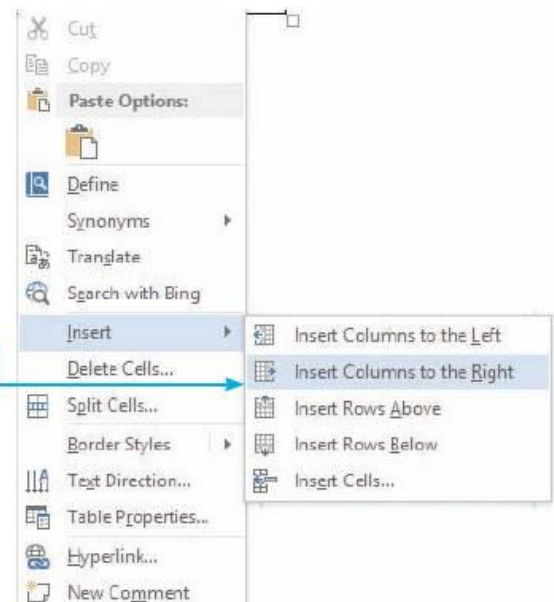 Cut
Copy
Paste Options:
Define
Synonyms
Translate
Search with Bing
Insert
Delete Cells...
Split Cells...
Border Styles
Text Direction...
Table Properties...
Hyperlink...
New Comment
Insert Columns to the Left
Insert Columns to the Right
Insert Rows Above
Insert Rows Below
Insert Cells...